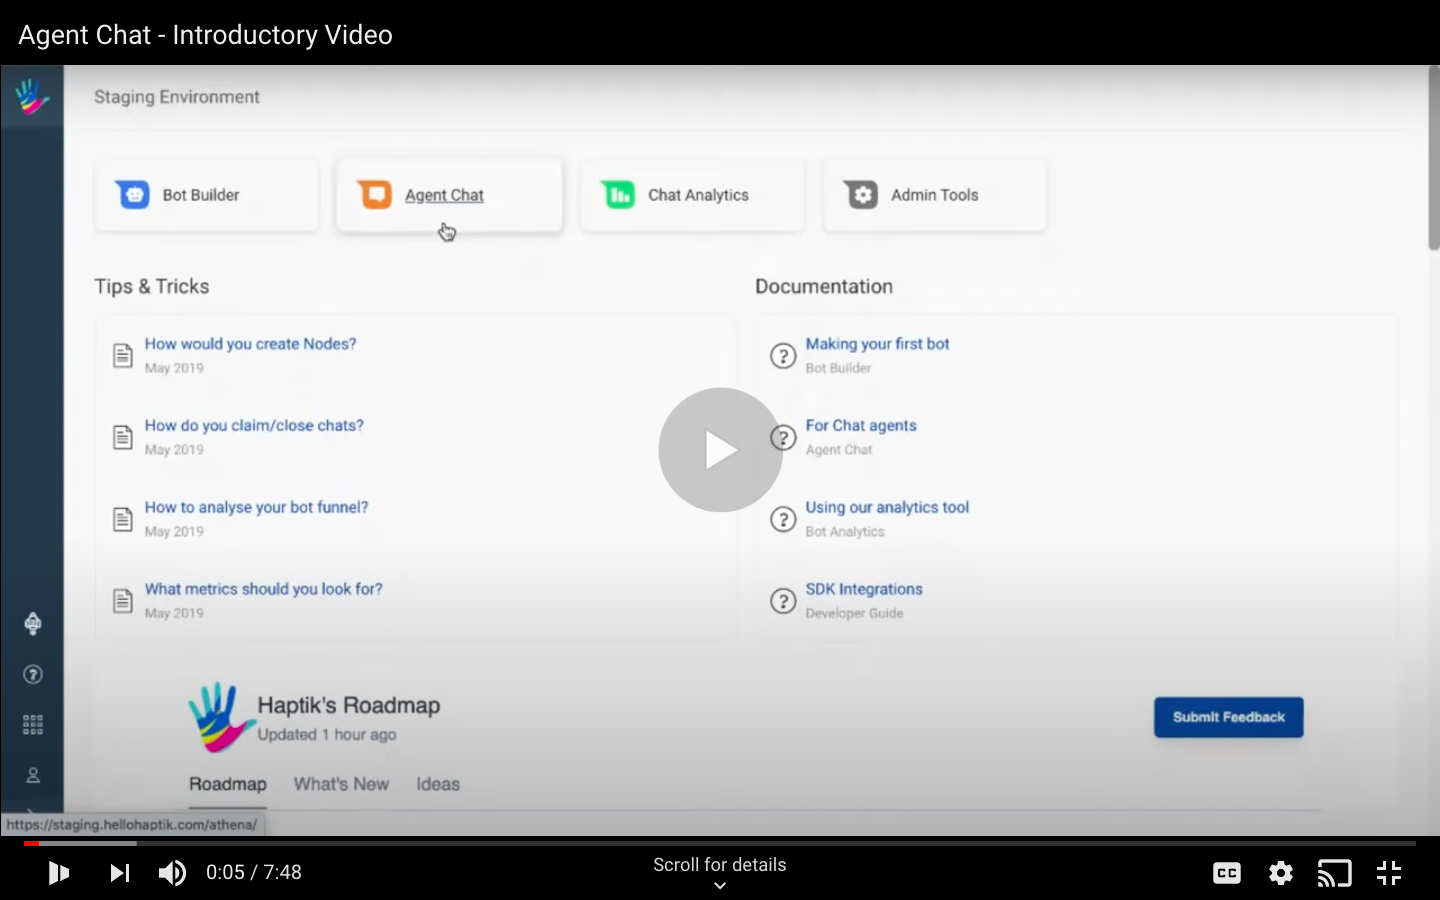 Agent Chat - Introductory Video
Staging Environment
Bot Builder
Agent Chat
Chat Analytics
Admin Tools
Tips & Tricks
How would you create Nodes?
May 2019
How do you claim/close chats?
May 2019
How to analyse your bot funnel?
May 2019
What metrics should you look for?
May 2019
Documentation
Making your first bot
Bot Builder
For Chat agents
Agent Chat
Using our analytics tool
Bot Analytics
SDK Integrations
Developer Guide
Haptik's Roadmap
Updated 1 hour ago
Submit Feedback
Roadmap What's New Ideas
https://staging.hellohaptik.com/athena/
0:05 / 7:48
Scroll for details
CC